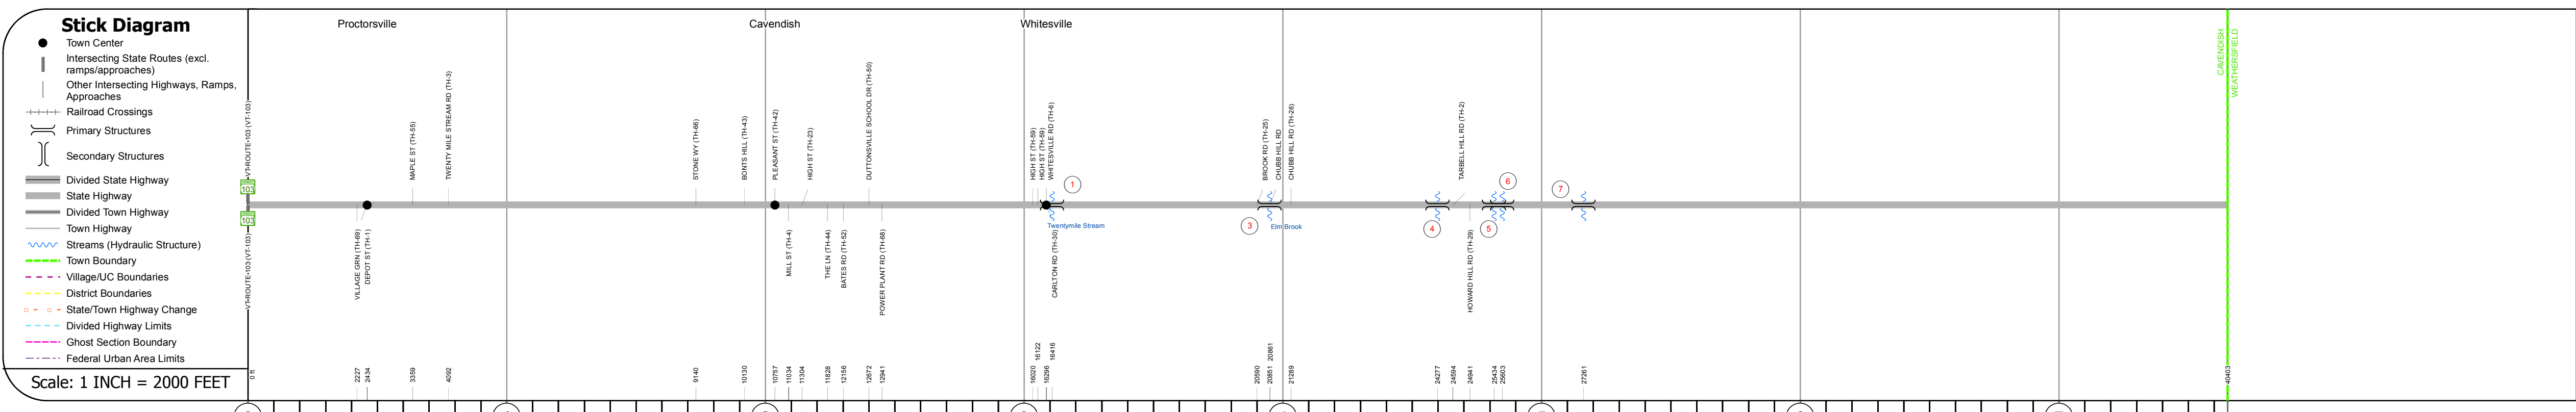 Stick Diagram
Town Center
Intersecting State Routes (excl.
ramps/approaches)
Other Intersecting Highways, Ramps,
Approaches
Railroad Crossings
Primary Structures
Secondary Structures
Divided State Highway
State Highway
Divided Town Highway
Town Highway
Streams (Hydraulic Structure)
Town Boundary
Village/UC Boundaries
District Boundaries
State/Town Highway Change
Divided Highway Limits
Ghost Section Boundary
Federal Urban Area Limits
Scale: 1 INCH = 2000 FEET
Proctorsville
Cavendish
Whitesville
VT-ROUTE-103 (VT-103)
MAPLE ST (TH-55)
TWENTY MILE STREAM RD (TH-3)
STONE WY (TH-66)
BONTS HILL (TH-43)
PLEASANT ST (TH-42)
HIGH ST (TH-23)
DUTTONSVILLE SCHOOL DR (TH-50)
HIGH ST (TH-59)
HIGH ST (TH-59)
WHITESVILLE RD (TH-6)
BROOK RD (TH-25)
CHUBB HILL RD
CHUBB HILL RD (TH-26)
TARBELL HILL RD (TH-2)
CAVENDISH
WEATHERSFIELD
103
103
1
3
4
5
6
7
Twentymile Stream
Elm Brook
VT-ROUTE-103 (VT-103)
VILLAGE GRN (TH-69)
DEPOT ST (TH-1)
MILL ST (TH-4)
THE LN (TH-44)
BATES RD (TH-52)
POWER PLANT RD (TH-68)
CARLTON RD (TH-30)
HOWARD HILL RD (TH-29)
0 ft
2227
2434
3359
4092
9140
10130
10757
11034
11304
11828
12156
12672
12941
16020
16122
16296
16416
20590
20851
20861
21289
24277
24594
24941
25434
25603
27261
40403